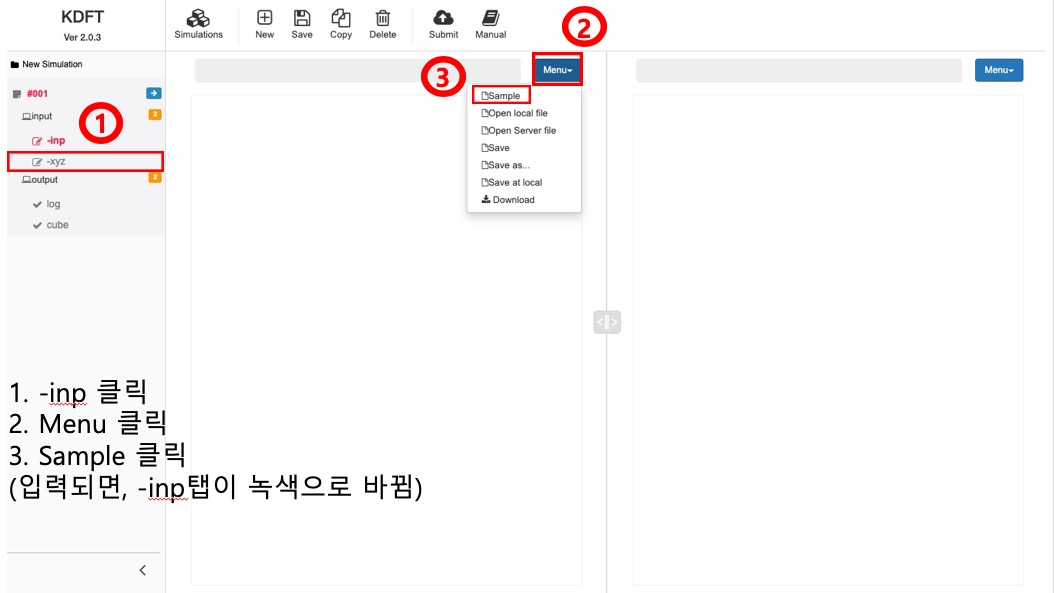 KDFT
Ver 2.0.3
Simulations
New
Save
Copy
Delete
Submit
Manual
New Simulation
#001
input
2
-inp
-xyz
output
2
log
cube
1
2
3
Menu
Sample
Open local file
Open Server file
Save
Save as...
Save at local
Download
Menu
1. -inp 클릭
2. Menu 클릭
3. Sample 클릭
(입력되면, -inp탭이 녹색으로 바뀜)